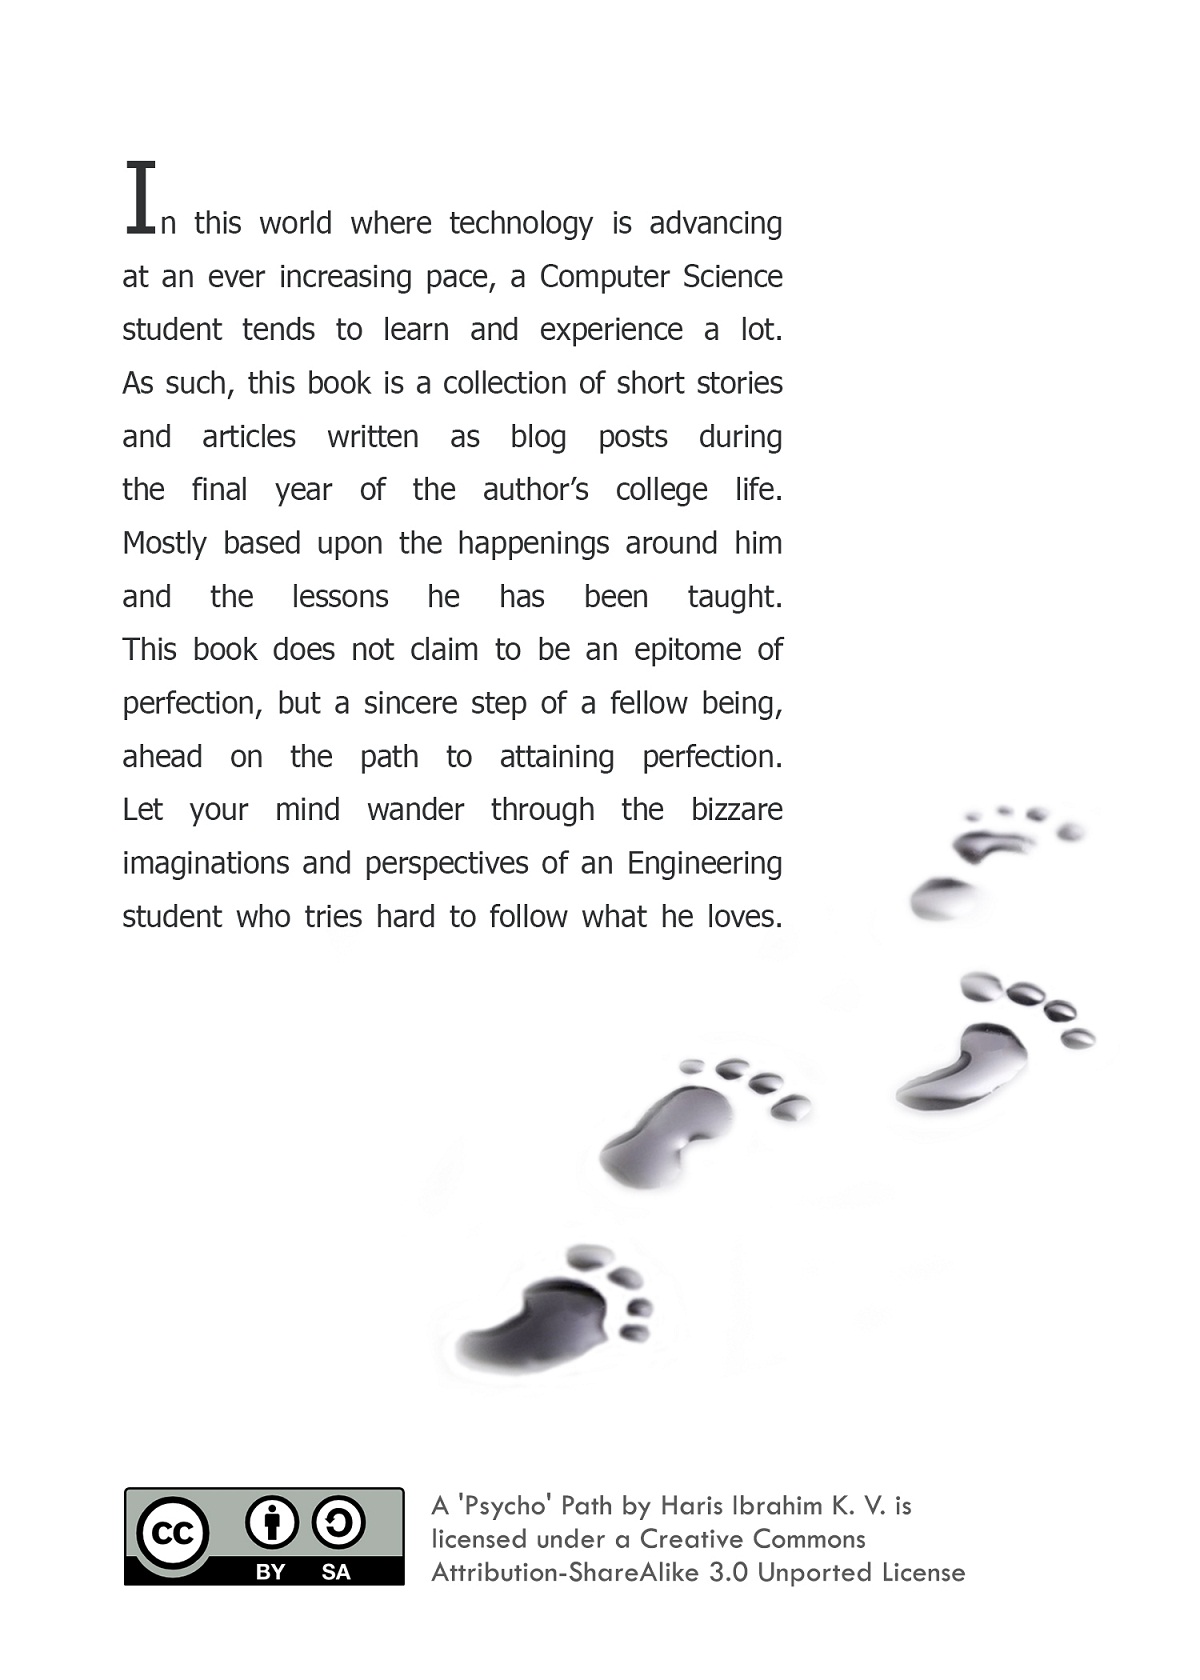 In this world where technology is advancing
at an ever increasing pace, a Computer Science
student tends to learn and experience a lot.
As such, this book is a collection of short stories
and articles written as blog posts during
the final year of the author’s college life.
Mostly based upon the happenings around him
and the lessons he has been taught.
This book does not claim to be an epitome of
perfection, but a sincere step of a fellow being,
ahead on the path to attaining perfection.
Let your mind wander through the bizzare
imaginations and perspectives of an Engineering
student who tries hard to follow what he loves.
cc
BY SA
A 'Psycho' Path by Haris Ibrahim K. V. is
licensed under a Creative Commons
Attribution-ShareAlike 3.0 Unported License